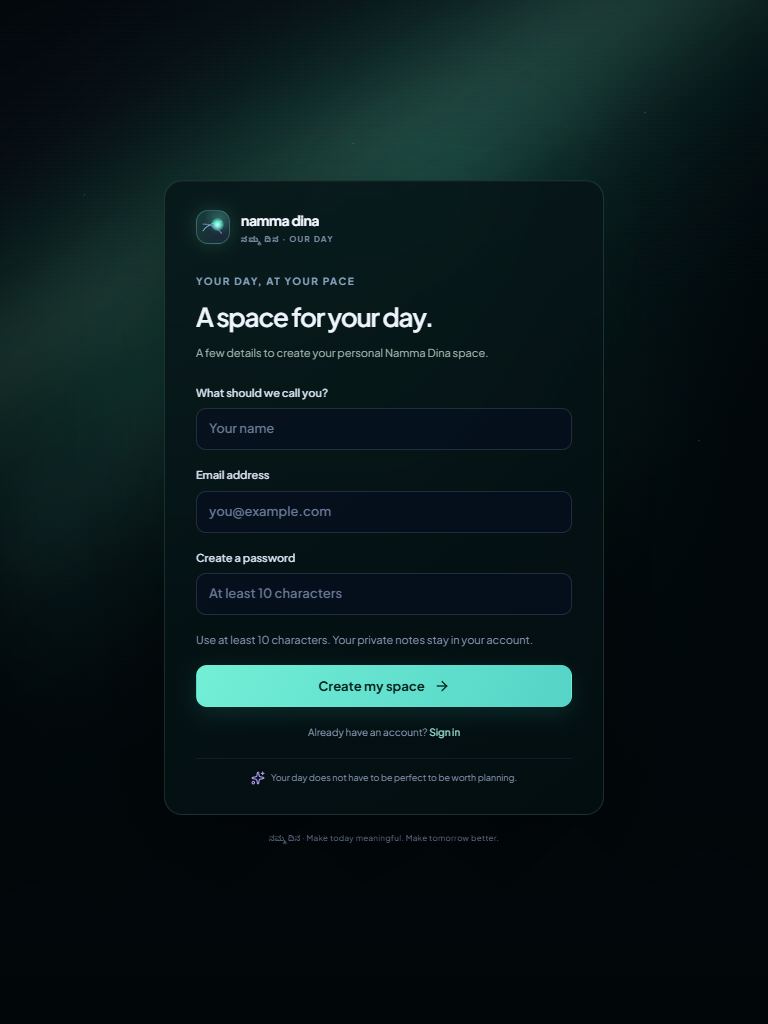 namma dina
ನಮ್ಮ ದಿನ · OUR DAY
YOUR DAY, AT YOUR PACE
A space for your day.
A few details to create your personal Namma Dina space.
What should we call you?
Your name
Email address
you@example.com
Create a password
At least 10 characters
Use at least 10 characters. Your private notes stay in your account.
Create my space →
Already have an account? Sign in
Your day does not have to be perfect to be worth planning.
ನಮ್ಮ ದಿನ · Make today meaningful. Make tomorrow better.